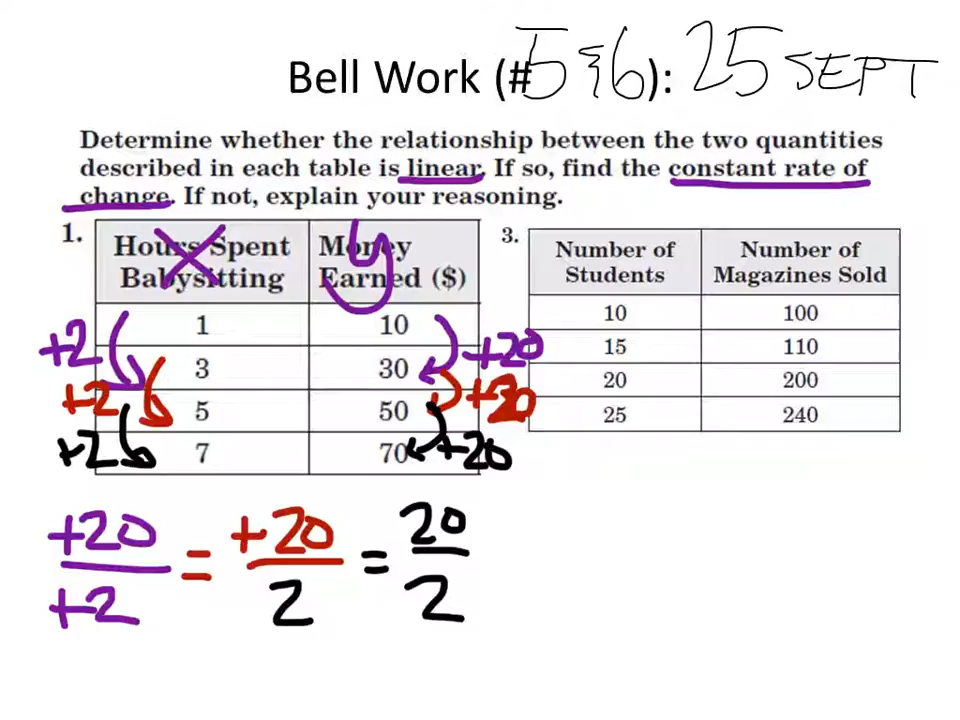 Bell Work (#5&6): 25 SEPT
Determine whether the relationship between the two quantities
described in each table is linear. If so, find the constant rate of
change. If not, explain your reasoning.
1.
Hours Spent Babysitting x Money Earned ($) y
1 10
3 30
5 50
7 70
+2 +20
+2 +20
+2 +20
+20/+2 = +20/2 = 20/2
3.
Number of Students Number of Magazines Sold
10 100
15 110
20 200
25 240